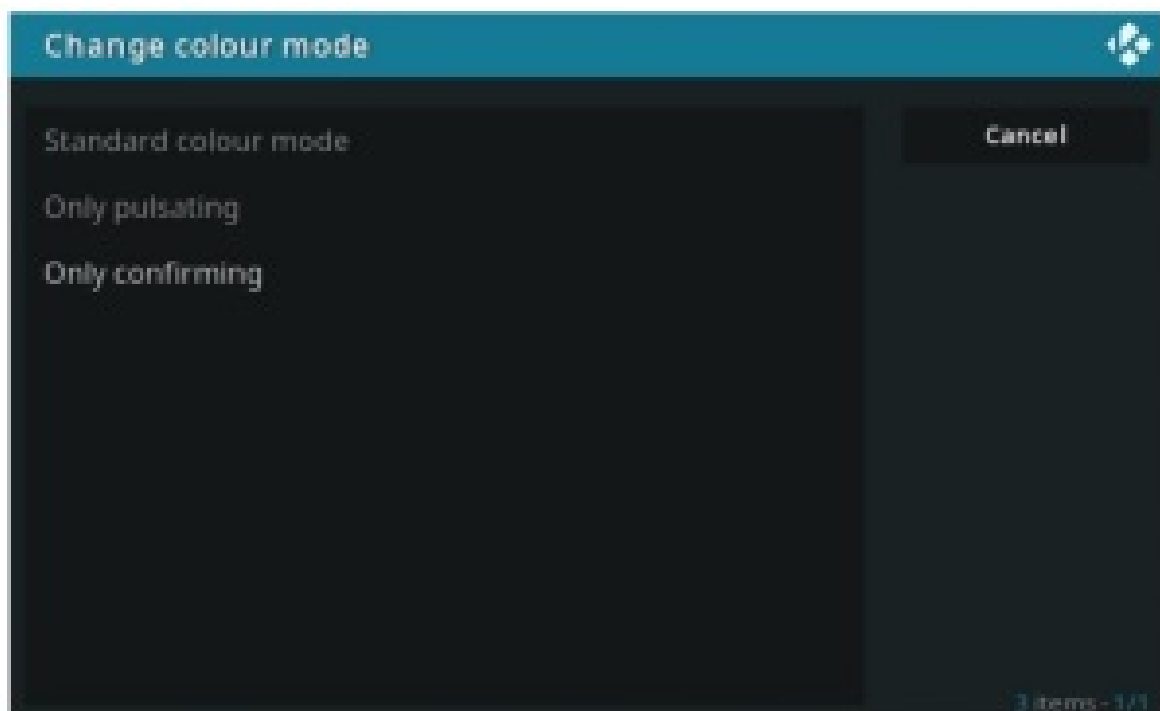 Change colour mode
Standard colour mode
Only pulsating
Only confirming
Cancel
3 items - 1/1